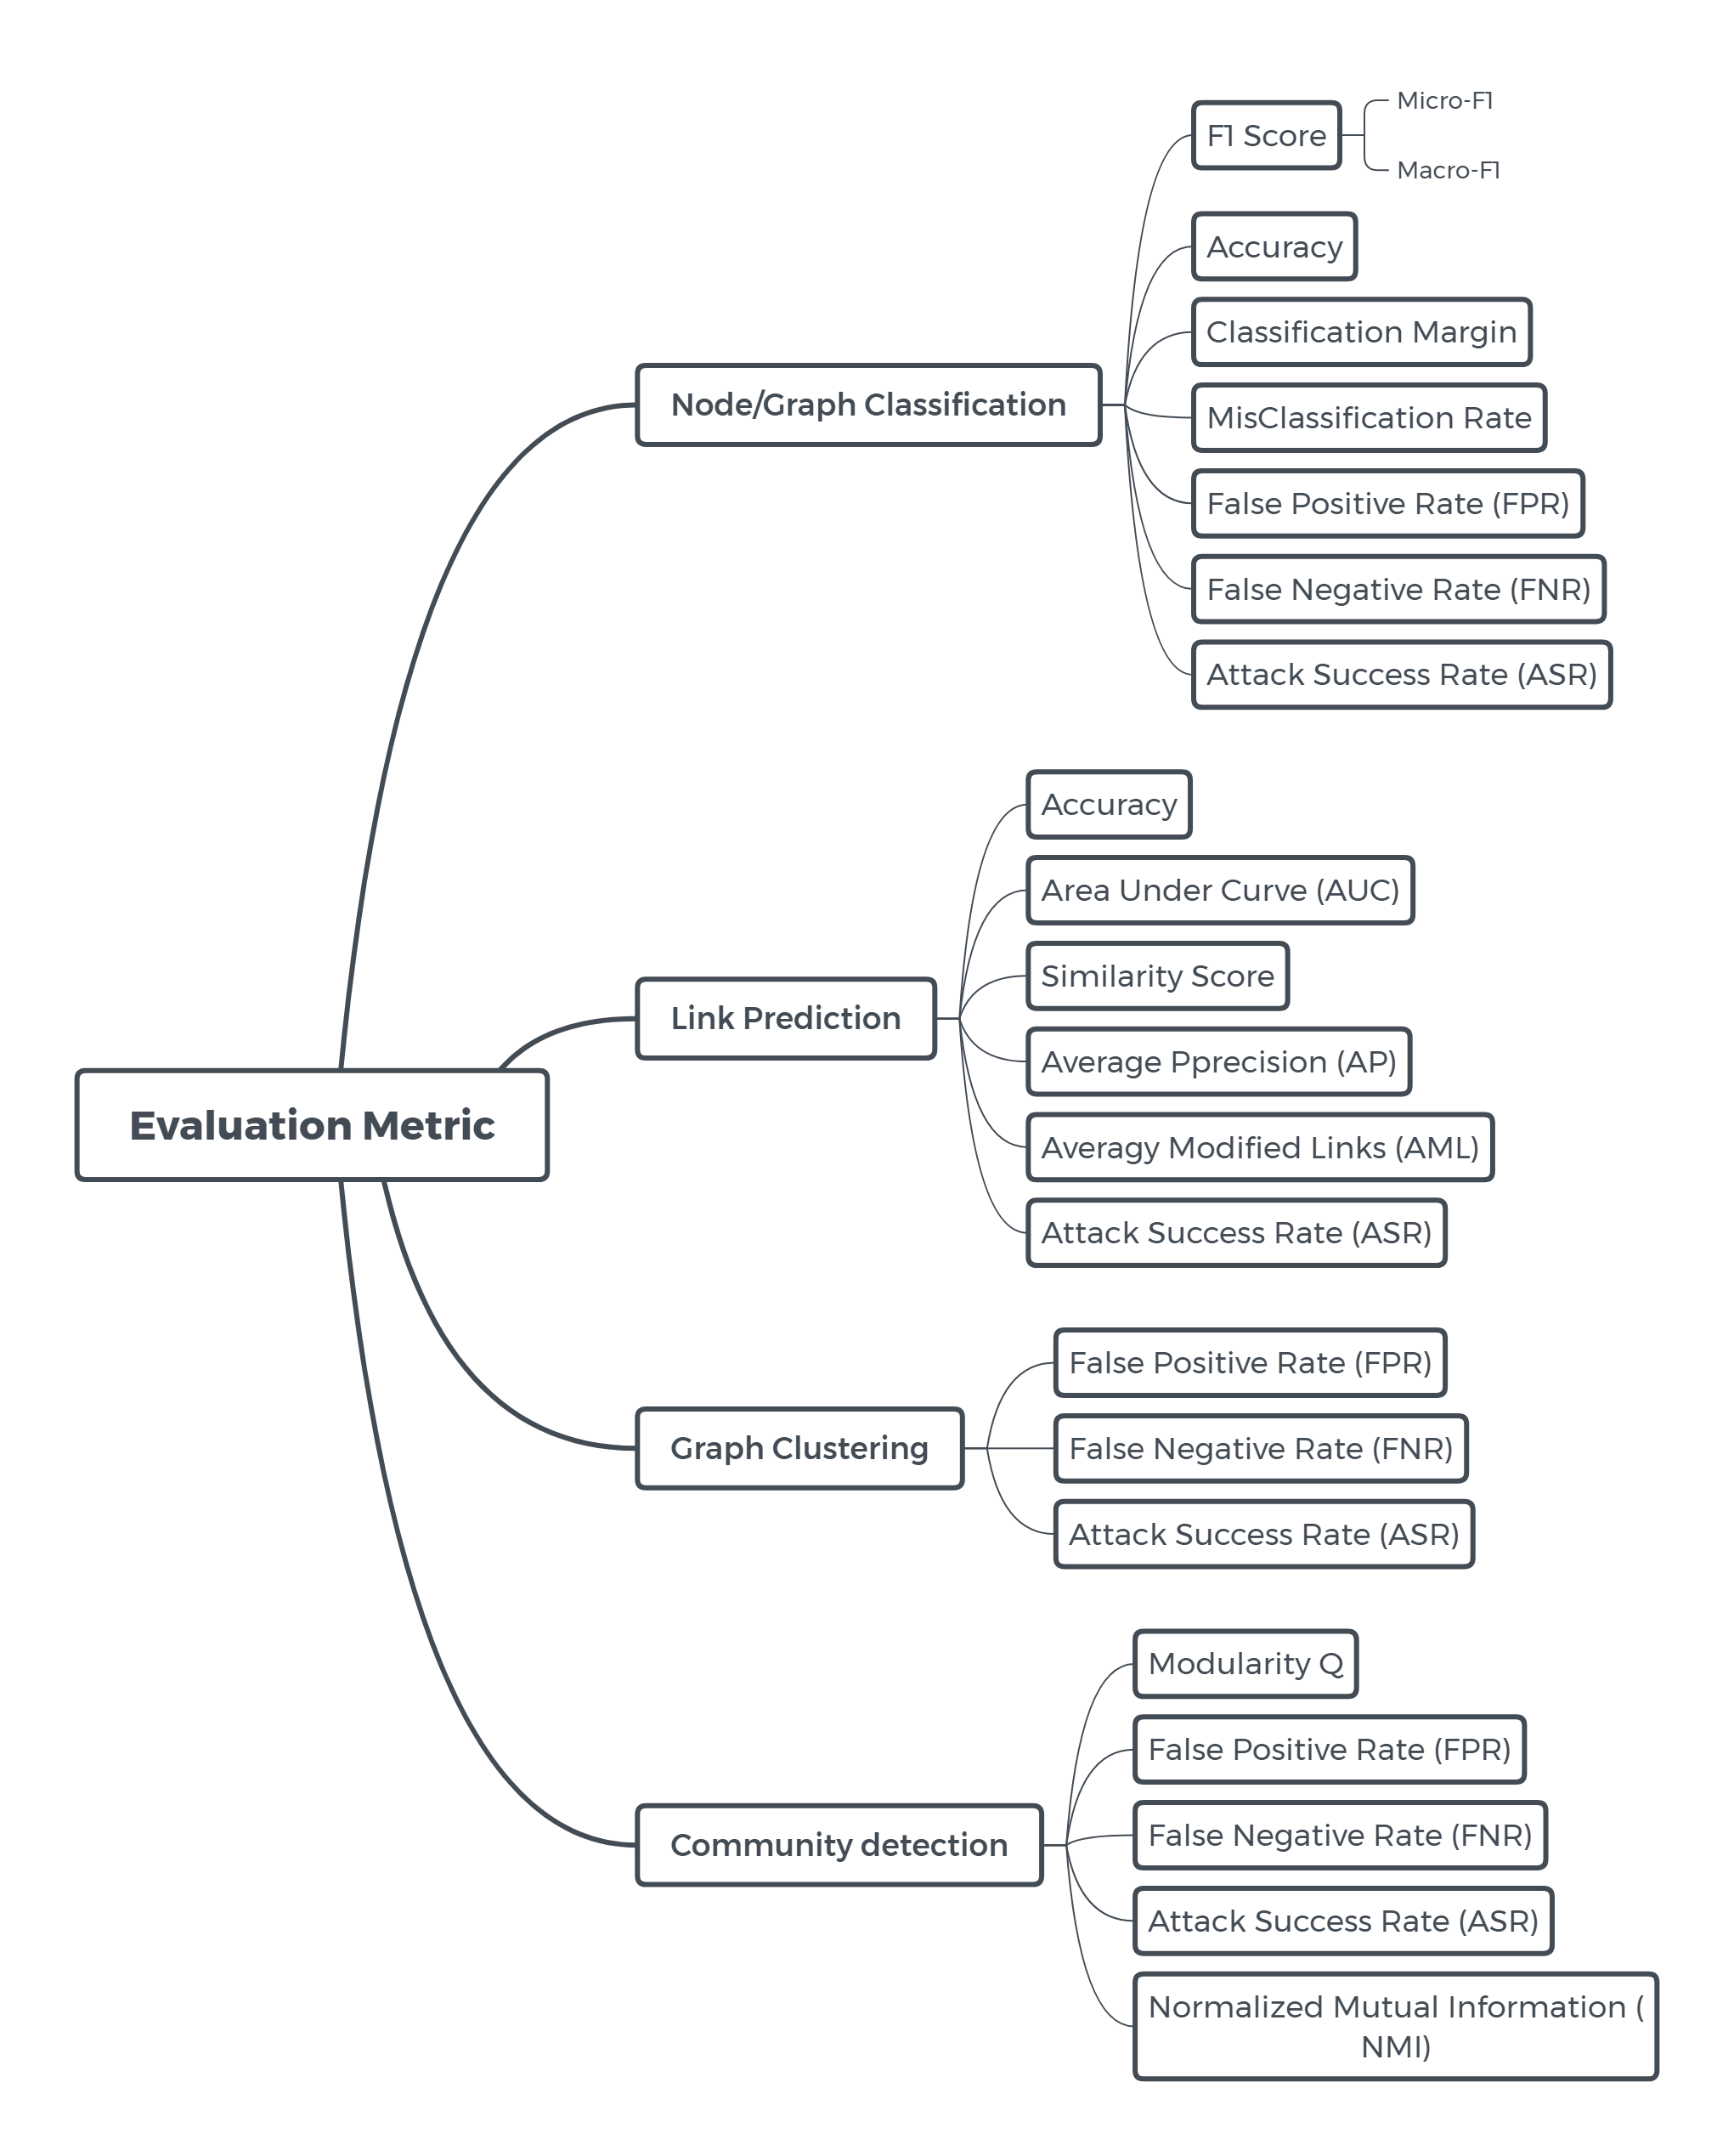 Evaluation Metric
Node/Graph Classification
F1 Score
Micro-F1
Macro-F1
Accuracy
Classification Margin
MisClassification Rate
False Positive Rate (FPR)
False Negative Rate (FNR)
Attack Success Rate (ASR)
Link Prediction
Accuracy
Area Under Curve (AUC)
Similarity Score
Average Pprecision (AP)
Averagy Modified Links (AML)
Attack Success Rate (ASR)
Graph Clustering
False Positive Rate (FPR)
False Negative Rate (FNR)
Attack Success Rate (ASR)
Community detection
Modularity Q
False Positive Rate (FPR)
False Negative Rate (FNR)
Attack Success Rate (ASR)
Normalized Mutual Information (
NMI)